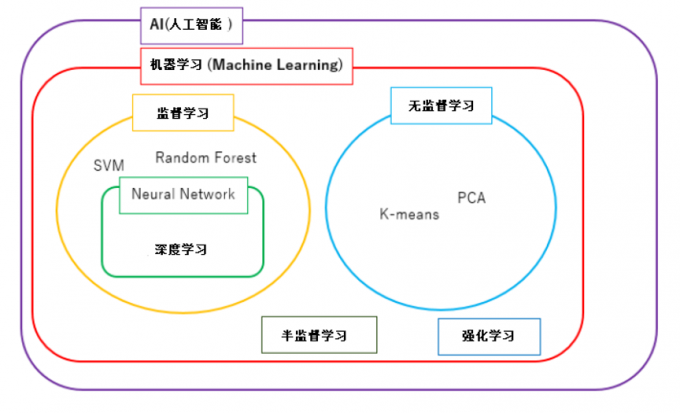 AI(人工智能 )
机器学习 (Machine Learning)
监督学习
无监督学习
SVM
Random Forest
Neural Network
深度学习
K-means
PCA
半监督学习
强化学习